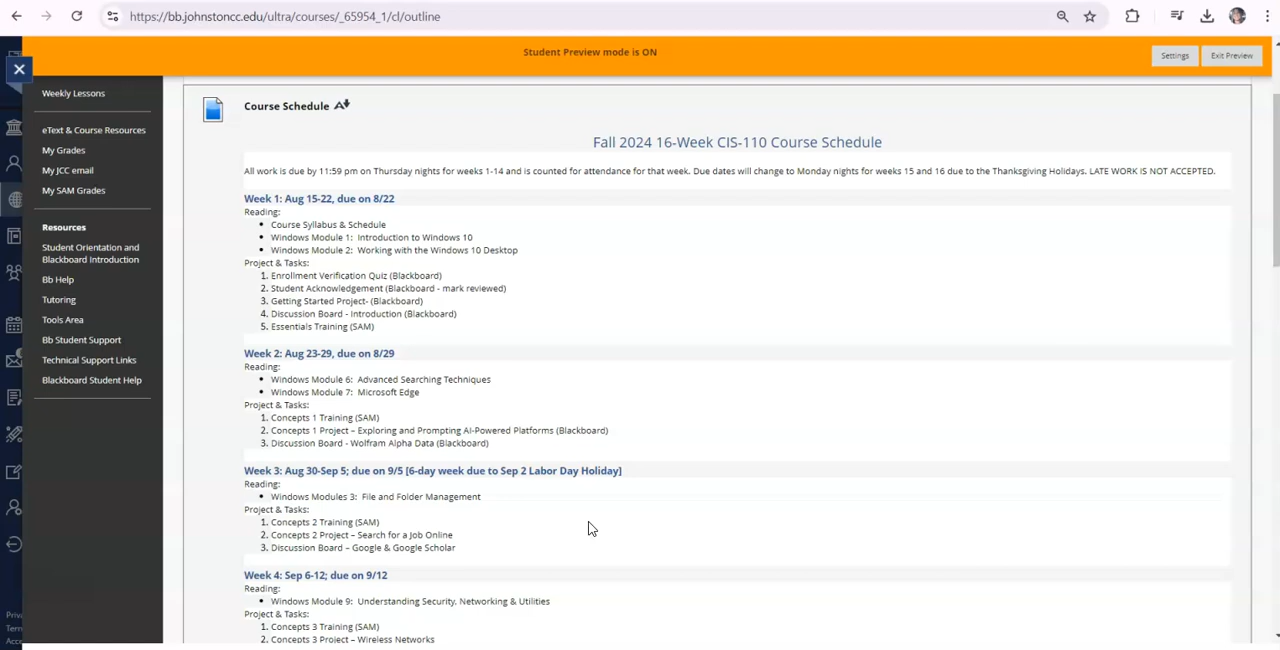 https://bb.johnstoncc.edu/ultra/courses/_65954_1/cl/outline
Student Preview mode is ON
Settings
Exit Preview
Weekly Lessons
eText & Course Resources
My Grades
My JCC email
My SAM Grades
Resources
Student Orientation and
Blackboard Introduction
Bb Help
Tutoring
Tools Area
Bb Student Support
Technical Support Links
Blackboard Student Help
Course Schedule
Fall 2024 16-Week CIS-110 Course Schedule
All work is due by 11:59 pm on Thursday nights for weeks 1-14 and is counted for attendance for that week. Due dates will change to Monday nights for weeks 15 and 16 due to the Thanksgiving Holidays. LATE WORK IS NOT ACCEPTED.
Week 1: Aug 15-22, due on 8/22
Reading:
• Course Syllabus & Schedule
• Windows Module 1: Introduction to Windows 10
• Windows Module 2: Working with the Windows 10 Desktop
Project & Tasks:
1. Enrollment Verification Quiz (Blackboard)
2. Student Acknowledgement (Blackboard - mark reviewed)
3. Getting Started Project- (Blackboard)
4. Discussion Board - Introduction (Blackboard)
5. Essentials Training (SAM)
Week 2: Aug 23-29, due on 8/29
Reading:
• Windows Module 6: Advanced Searching Techniques
• Windows Module 7: Microsoft Edge
Project & Tasks:
1. Concepts 1 Training (SAM)
2. Concepts 1 Project – Exploring and Prompting AI-Powered Platforms (Blackboard)
3. Discussion Board - Wolfram Alpha Data (Blackboard)
Week 3: Aug 30-Sep 5; due on 9/5 [6-day week due to Sep 2 Labor Day Holiday]
Reading:
• Windows Modules 3: File and Folder Management
Project & Tasks:
1. Concepts 2 Training (SAM)
2. Concepts 2 Project – Search for a Job Online
3. Discussion Board – Google & Google Scholar
Week 4: Sep 6-12; due on 9/12
Reading:
• Windows Module 9: Understanding Security, Networking & Utilities
Project & Tasks:
1. Concepts 3 Training (SAM)
2. Concepts 3 Project – Wireless Networks
Priv
Term
Acce